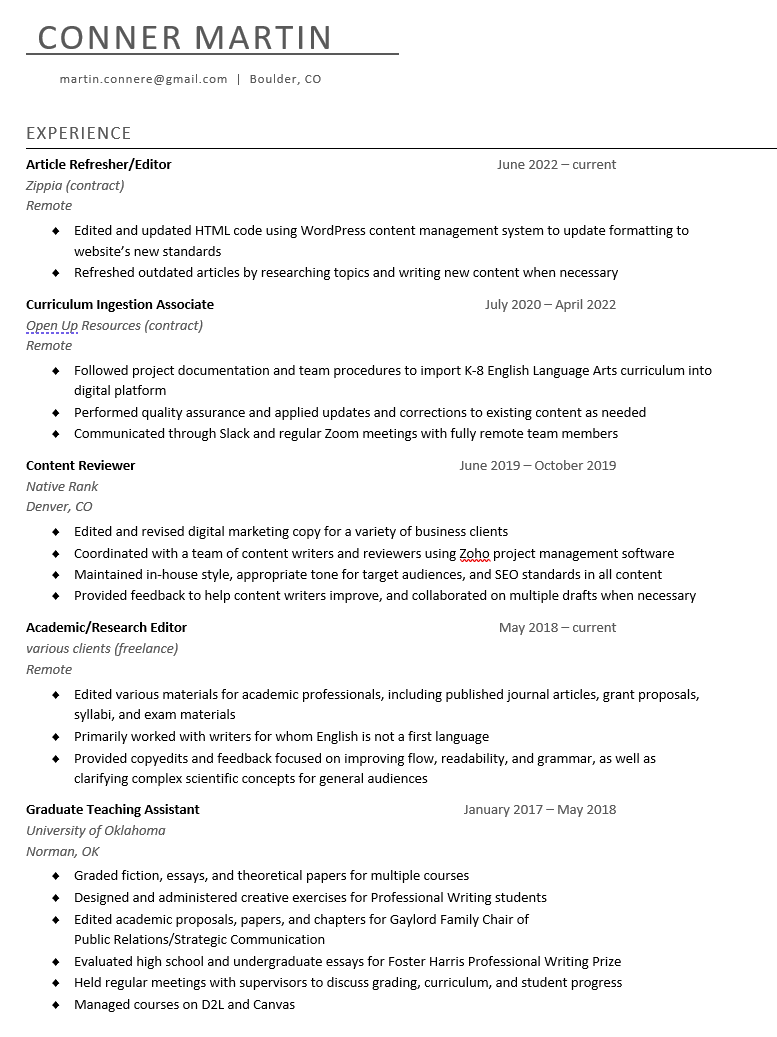 CONNER MARTIN
martin.connere@gmail.com | Boulder, CO
EXPERIENCE
Article Refresher/Editor June 2022 – current
Zippia (contract)
Remote
♦ Edited and updated HTML code using WordPress content management system to update formatting to
website’s new standards
♦ Refreshed outdated articles by researching topics and writing new content when necessary
Curriculum Ingestion Associate July 2020 – April 2022
Open Up Resources (contract)
Remote
♦ Followed project documentation and team procedures to import K-8 English Language Arts curriculum into
digital platform
♦ Performed quality assurance and applied updates and corrections to existing content as needed
♦ Communicated through Slack and regular Zoom meetings with fully remote team members
Content Reviewer June 2019 – October 2019
Native Rank
Denver, CO
♦ Edited and revised digital marketing copy for a variety of business clients
♦ Coordinated with a team of content writers and reviewers using Zoho project management software
♦ Maintained in-house style, appropriate tone for target audiences, and SEO standards in all content
♦ Provided feedback to help content writers improve, and collaborated on multiple drafts when necessary
Academic/Research Editor May 2018 – current
various clients (freelance)
Remote
♦ Edited various materials for academic professionals, including published journal articles, grant proposals,
syllabi, and exam materials
♦ Primarily worked with writers for whom English is not a first language
♦ Provided copyedits and feedback focused on improving flow, readability, and grammar, as well as
clarifying complex scientific concepts for general audiences
Graduate Teaching Assistant January 2017 – May 2018
University of Oklahoma
Norman, OK
♦ Graded fiction, essays, and theoretical papers for multiple courses
♦ Designed and administered creative exercises for Professional Writing students
♦ Edited academic proposals, papers, and chapters for Gaylord Family Chair of
Public Relations/Strategic Communication
♦ Evaluated high school and undergraduate essays for Foster Harris Professional Writing Prize
♦ Held regular meetings with supervisors to discuss grading, curriculum, and student progress
♦ Managed courses on D2L and Canvas